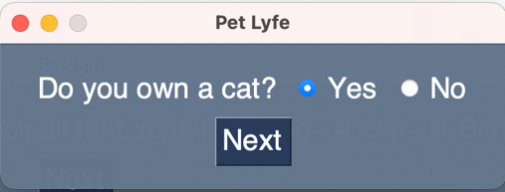 Pet Lyfe
Do you own a cat? Yes No
Next